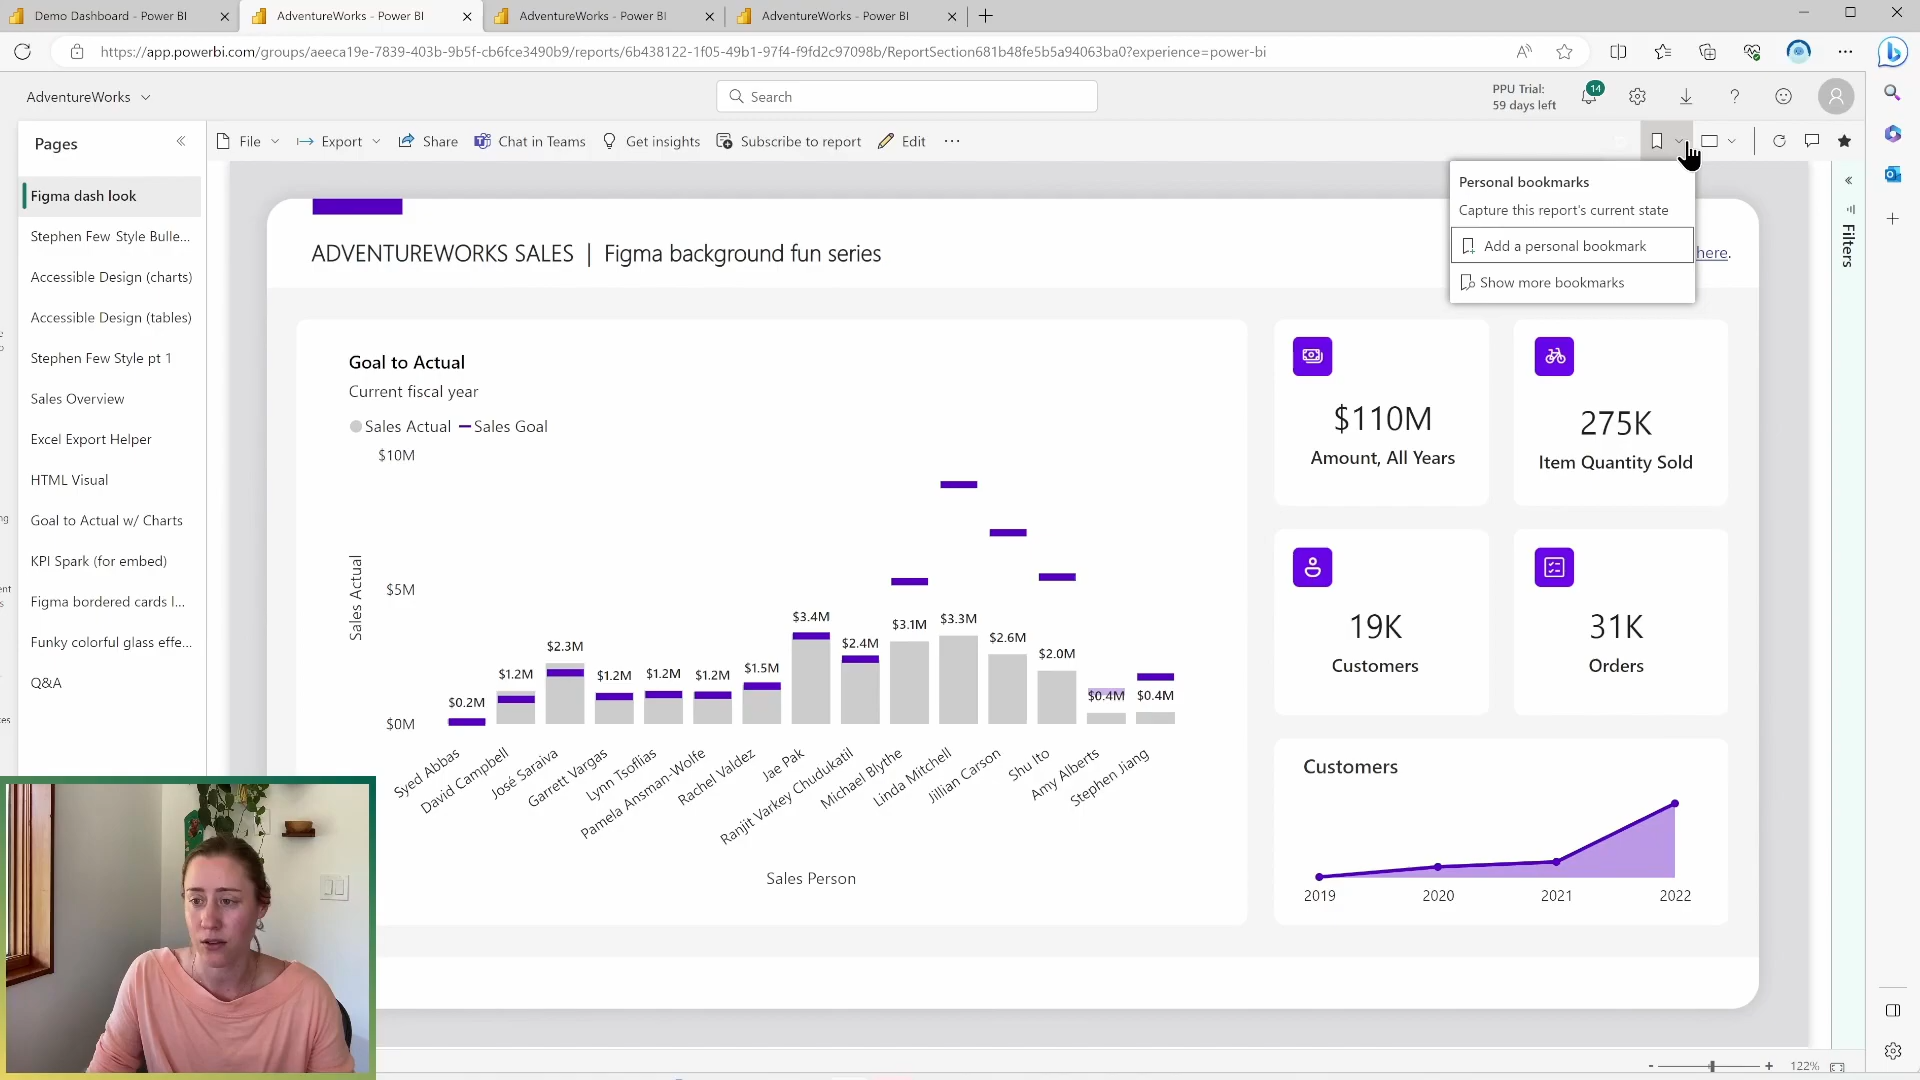 Demo Dashboard - Power BI
AdventureWorks - Power BI
AdventureWorks - Power BI
AdventureWorks - Power BI
https://app.powerbi.com/groups/aeeca19e-7839-403b-9b5f-cb6fce3490b9/reports/6b438122-1f05-49b1-97f4-f9fd2c97098b/ReportSection681b48fe5b5a94063ba0?experience=power-bi
AdventureWorks
Search
PPU Trial:
59 days left
14
Pages
File
Export
Share
Chat in Teams
Get insights
Subscribe to report
Edit
Figma dash look
Stephen Few Style Bulle...
Accessible Design (charts)
Accessible Design (tables)
Stephen Few Style pt 1
Sales Overview
Excel Export Helper
HTML Visual
Goal to Actual w/ Charts
KPI Spark (for embed)
Figma bordered cards l...
Funky colorful glass effe...
Q&A
Personal bookmarks
Capture this report's current state
Add a personal bookmark
Show more bookmarks
Filters
ADVENTUREWORKS SALES | Figma background fun series
here.
Goal to Actual
Current fiscal year
Sales Actual
Sales Goal
$10M
$5M
$0M
Sales Actual
$0.2M
$1.2M
$2.3M
$1.2M
$1.2M
$1.2M
$1.5M
$3.4M
$2.4M
$3.1M
$3.3M
$2.6M
$2.0M
$0.4M
$0.4M
Syed Abbas
David Campbell
José Saraiva
Garrett Vargas
Lynn Tsoflias
Pamela Ansman-Wolfe
Rachel Valdez
Jae Pak
Ranjit Varkey Chudukatil
Michael Blythe
Linda Mitchell
Jillian Carson
Shu Ito
Amy Alberts
Stephen Jiang
Sales Person
$110M
Amount, All Years
275K
Item Quantity Sold
19K
Customers
31K
Orders
Customers
2019
2020
2021
2022
122%